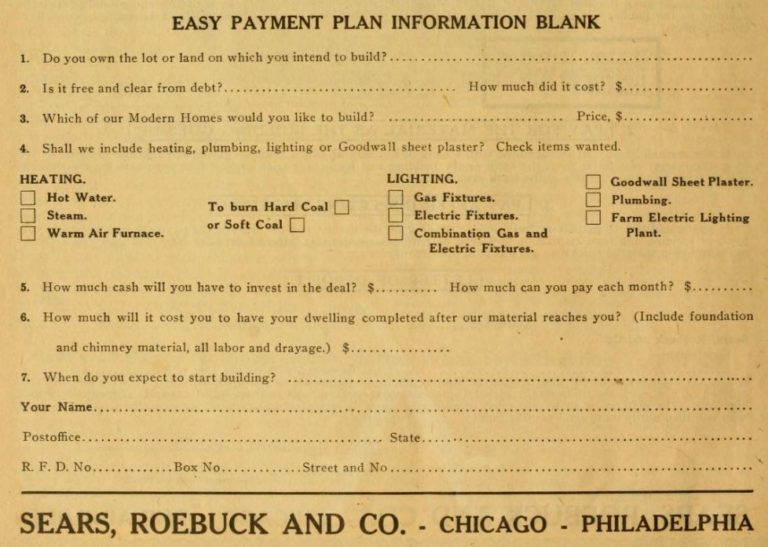 EASY PAYMENT PLAN INFORMATION BLANK
1. Do you own the lot or land on which you intend to build?
2. Is it free and clear from debt? How much did it cost? $
3. Which of our Modern Homes would you like to build? Price, $
4. Shall we include heating, plumbing, lighting or Goodwall sheet plaster? Check items wanted.
HEATING.
Hot Water.
Steam.
Warm Air Furnace.
To burn Hard Coal
or Soft Coal
LIGHTING.
Gas Fixtures.
Electric Fixtures.
Combination Gas and
Electric Fixtures.
Goodwall Sheet Plaster.
Plumbing.
Farm Electric Lighting
Plant.
5. How much cash will you have to invest in the deal? $.......... How much can you pay each month? $..........
6. How much will it cost you to have your dwelling completed after our material reaches you? (Include foundation
and chimney material, all labor and drayage.) $
7. When do you expect to start building?
Your Name
Postoffice State
R. F. D. No. Box No. Street and No
SEARS, ROEBUCK AND CO. - CHICAGO - PHILADELPHIA